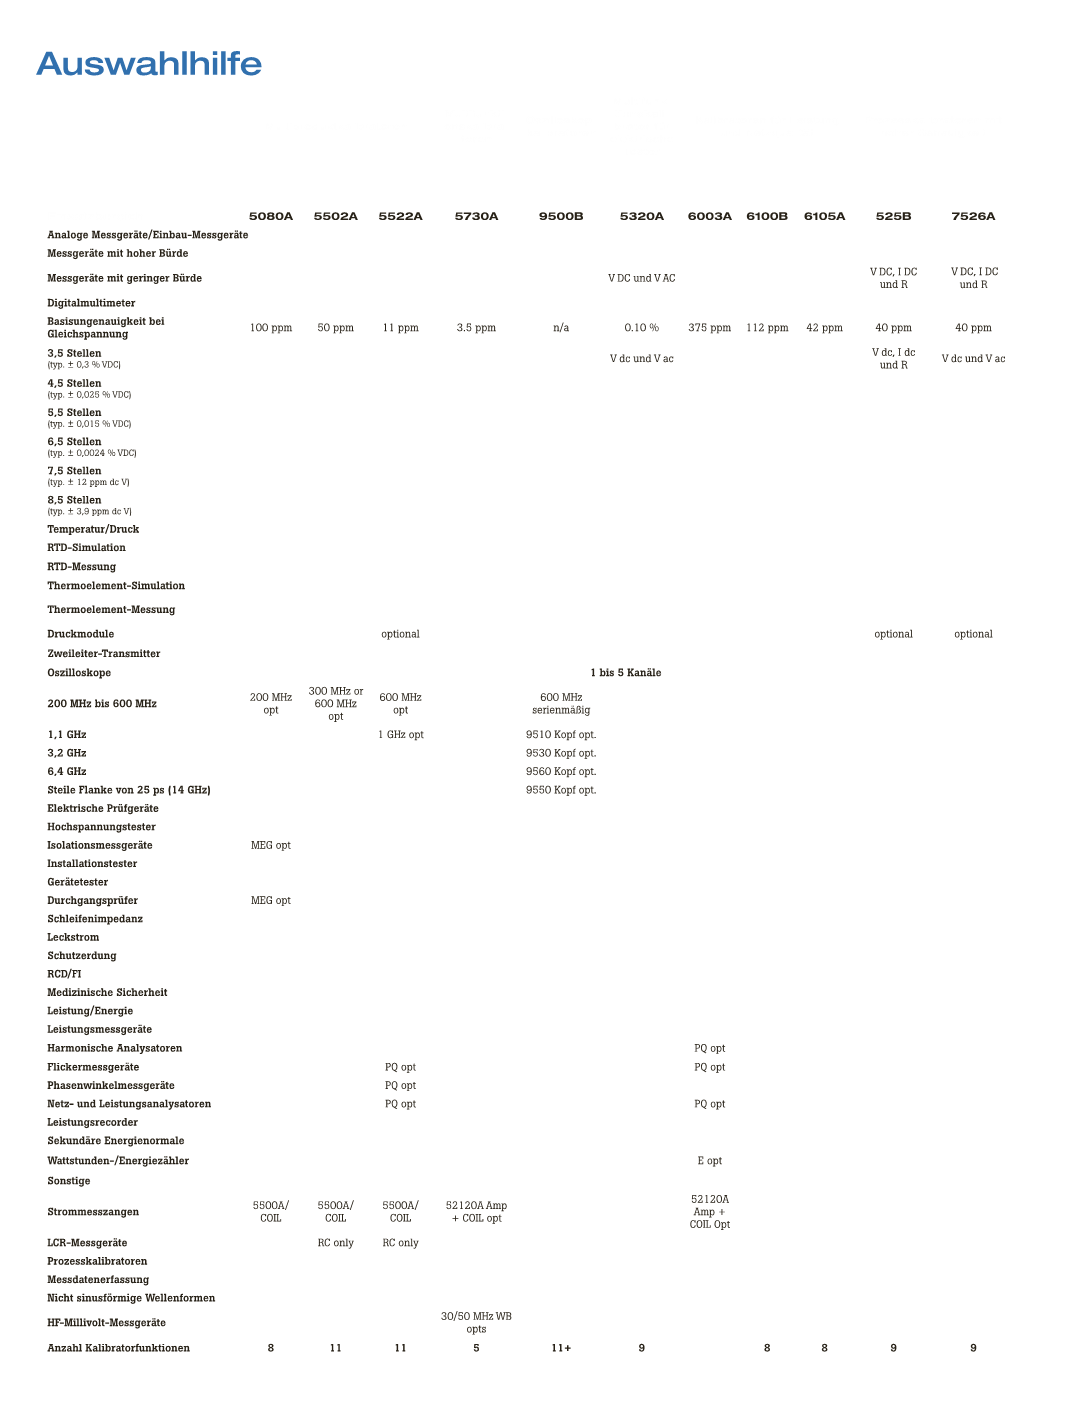 Auswahlhilfe
5080A 5502A 5522A 5730A 9500B 5320A 6003A 6100B 6105A 525B 7526A
Analoge Messgeräte/Einbau-Messgeräte
Messgeräte mit hoher Bürde
Messgeräte mit geringer Bürde V DC und V AC V DC, I DC und R V DC, I DC und R
Digitalmultimeter
Basisungenauigkeit bei Gleichspannung 100 ppm 50 ppm 11 ppm 3.5 ppm n/a 0.10 % 375 ppm 112 ppm 42 ppm 40 ppm 40 ppm
3,5 Stellen
(typ. ± 0,3 % VDC) V dc und V ac V dc, I dc und R V dc und V ac
4,5 Stellen
(typ. ± 0,025 % VDC)
5,5 Stellen
(typ. ± 0,015 % VDC)
6,5 Stellen
(typ. ± 0,0024 % VDC)
7,5 Stellen
(typ. ± 12 ppm dc V)
8,5 Stellen
(typ. ± 3,9 ppm dc V)
Temperatur/Druck
RTD-Simulation
RTD-Messung
Thermoelement-Simulation
Thermoelement-Messung
Druckmodule optional optional optional
Zweileiter-Transmitter
Oszilloskope 1 bis 5 Kanäle
200 MHz bis 600 MHz 200 MHz opt 300 MHz or 600 MHz opt 600 MHz opt 600 MHz serienmäßig
1,1 GHz 1 GHz opt 9510 Kopf opt.
3,2 GHz 9530 Kopf opt.
6,4 GHz 9560 Kopf opt.
Steile Flanke von 25 ps (14 GHz) 9550 Kopf opt.
Elektrische Prüfgeräte
Hochspannungstester
Isolationsmessgeräte MEG opt
Installationstester
Gerätetester
Durchgangsprüfer MEG opt
Schleifenimpedanz
Leckstrom
Schutzerdung
RCD/FI
Medizinische Sicherheit
Leistung/Energie
Leistungsmessgeräte
Harmonische Analysatoren PQ opt
Flickermessgeräte PQ opt PQ opt
Phasenwinkelmessgeräte PQ opt
Netz- und Leistungsanalysatoren PQ opt PQ opt
Leistungsrecorder
Sekundäre Energienormale
Wattstunden-/Energiezähler E opt
Sonstige
Strommesszangen 5500A/ COIL 5500A/ COIL 5500A/ COIL 52120A Amp + COIL opt 52120A Amp + COIL Opt
LCR-Messgeräte RC only RC only
Prozesskalibratoren
Messdatenerfassung
Nicht sinusförmige Wellenformen
HF-Millivolt-Messgeräte 30/50 MHz WB opts
Anzahl Kalibratorfunktionen 8 11 11 5 11+ 9 8 8 9 9